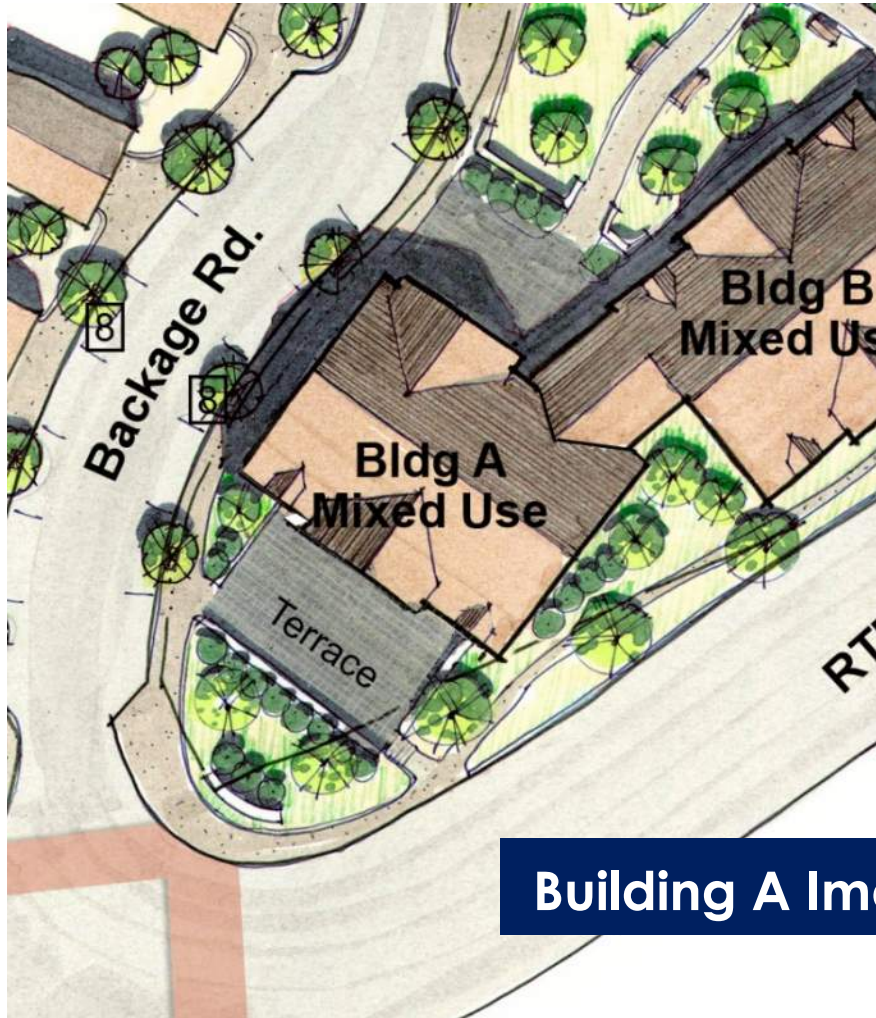 Bldg B
Mixed Us
Backage Rd.
8
8
Bldg A
Mixed Use
Terrace
RT
Building A Im